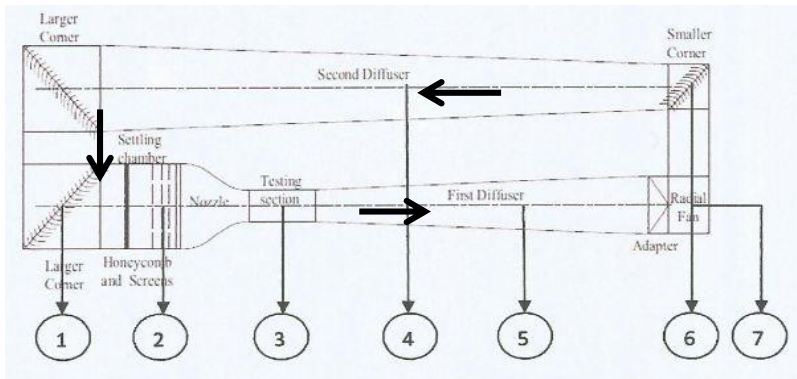 Larger
Corner
Smaller
Corner
Second Diffuser
Settling
chamber
Testing
section
Nozzle
First Diffuser
Radial
Fan
Adapter
Larger
Corner
Honeycomb
and Screens
1
2
3
4
5
6
7